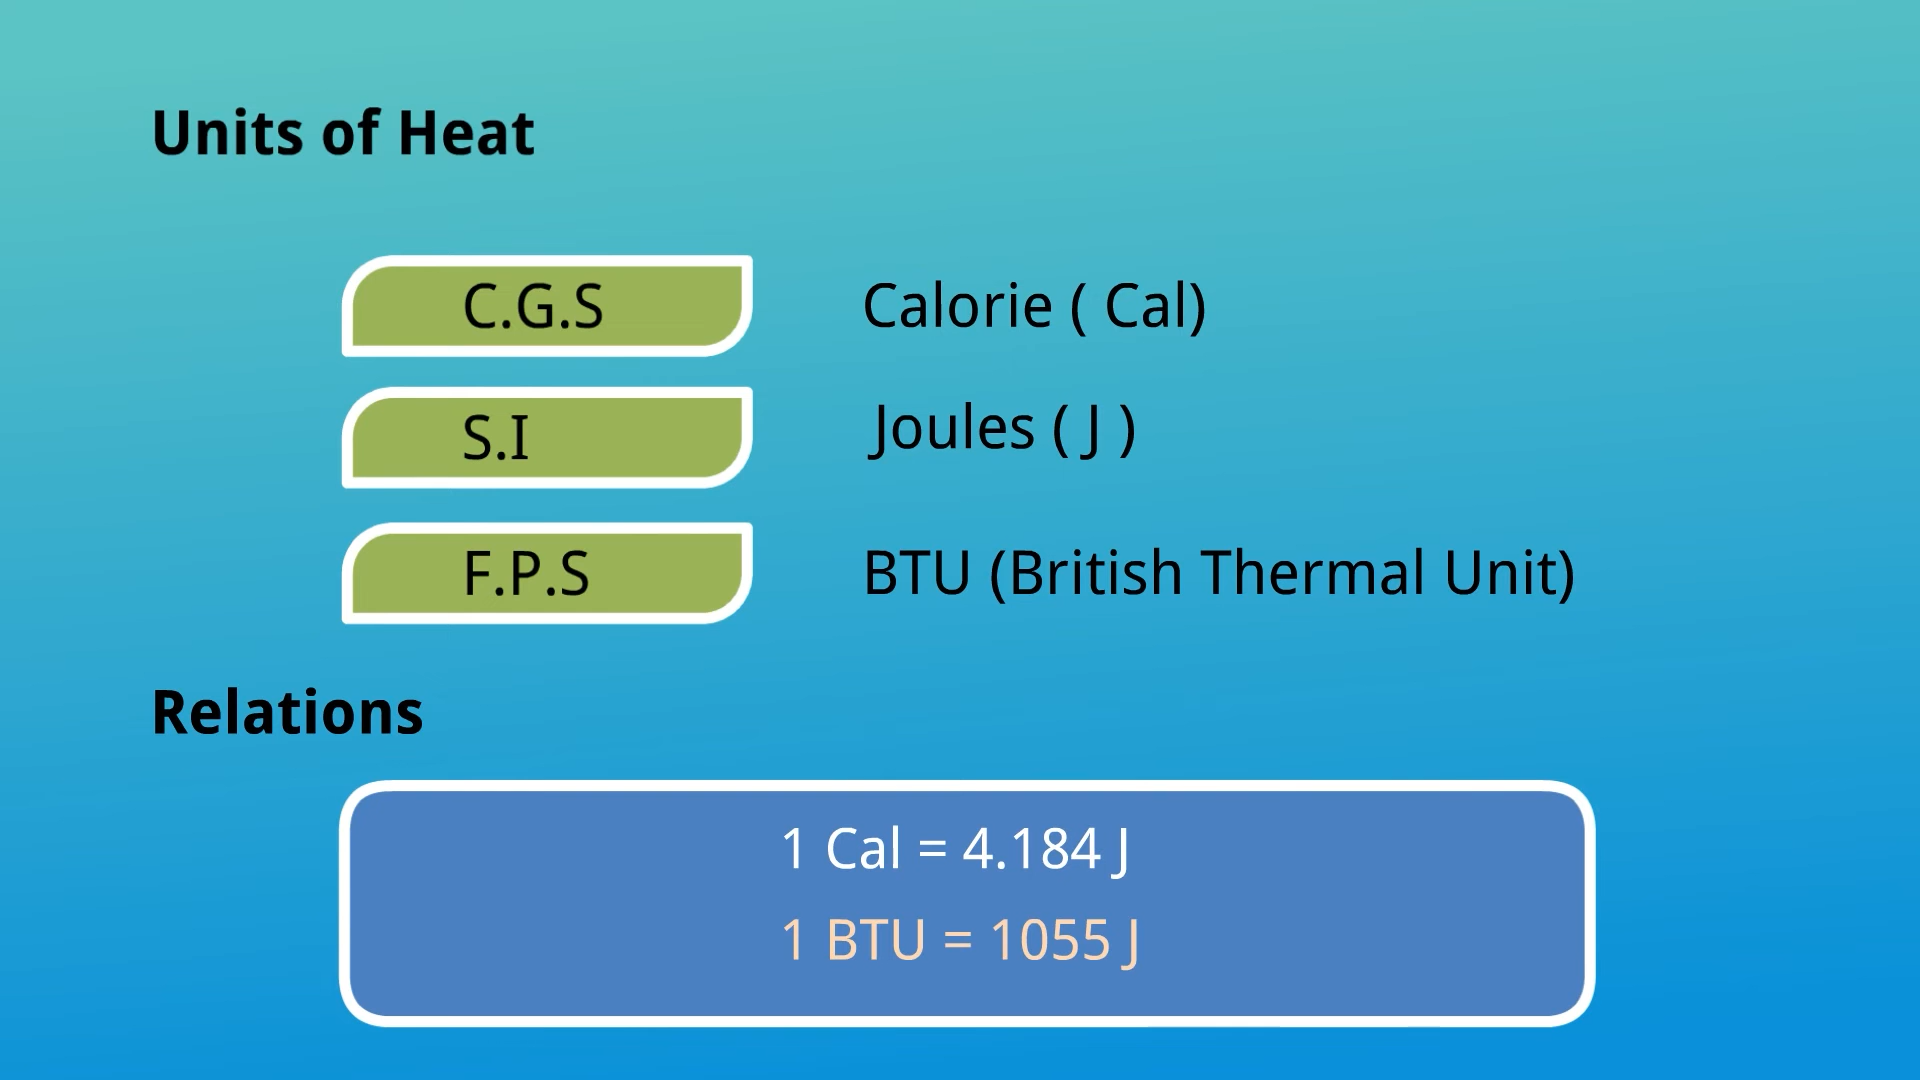 Units of Heat
C.G.S
Calorie ( Cal)
S.I
Joules ( J )
F.P.S
BTU (British Thermal Unit)
Relations
1 Cal = 4.184 J
1 BTU = 1055 J